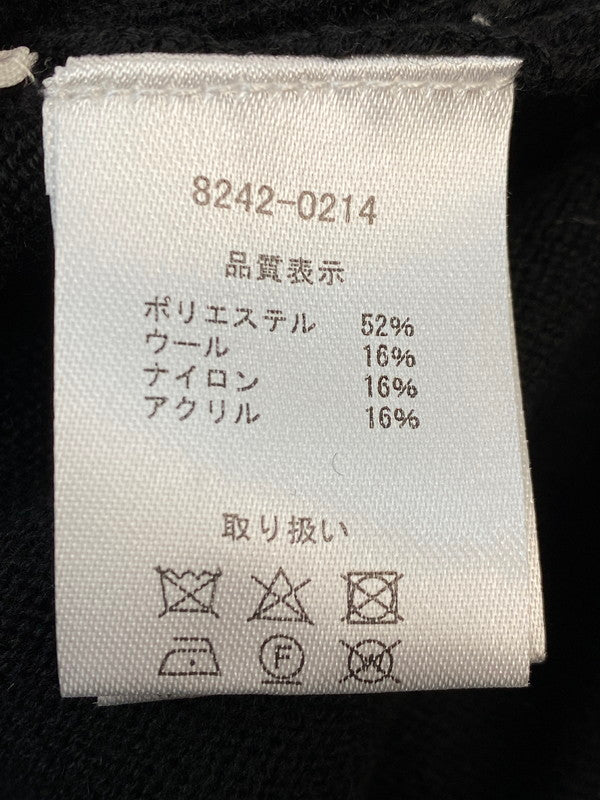 8242-0214
品質表示
ポリエステル 52%
ウール 16%
ナイロン 16%
アクリル 16%
取り扱い
F
W